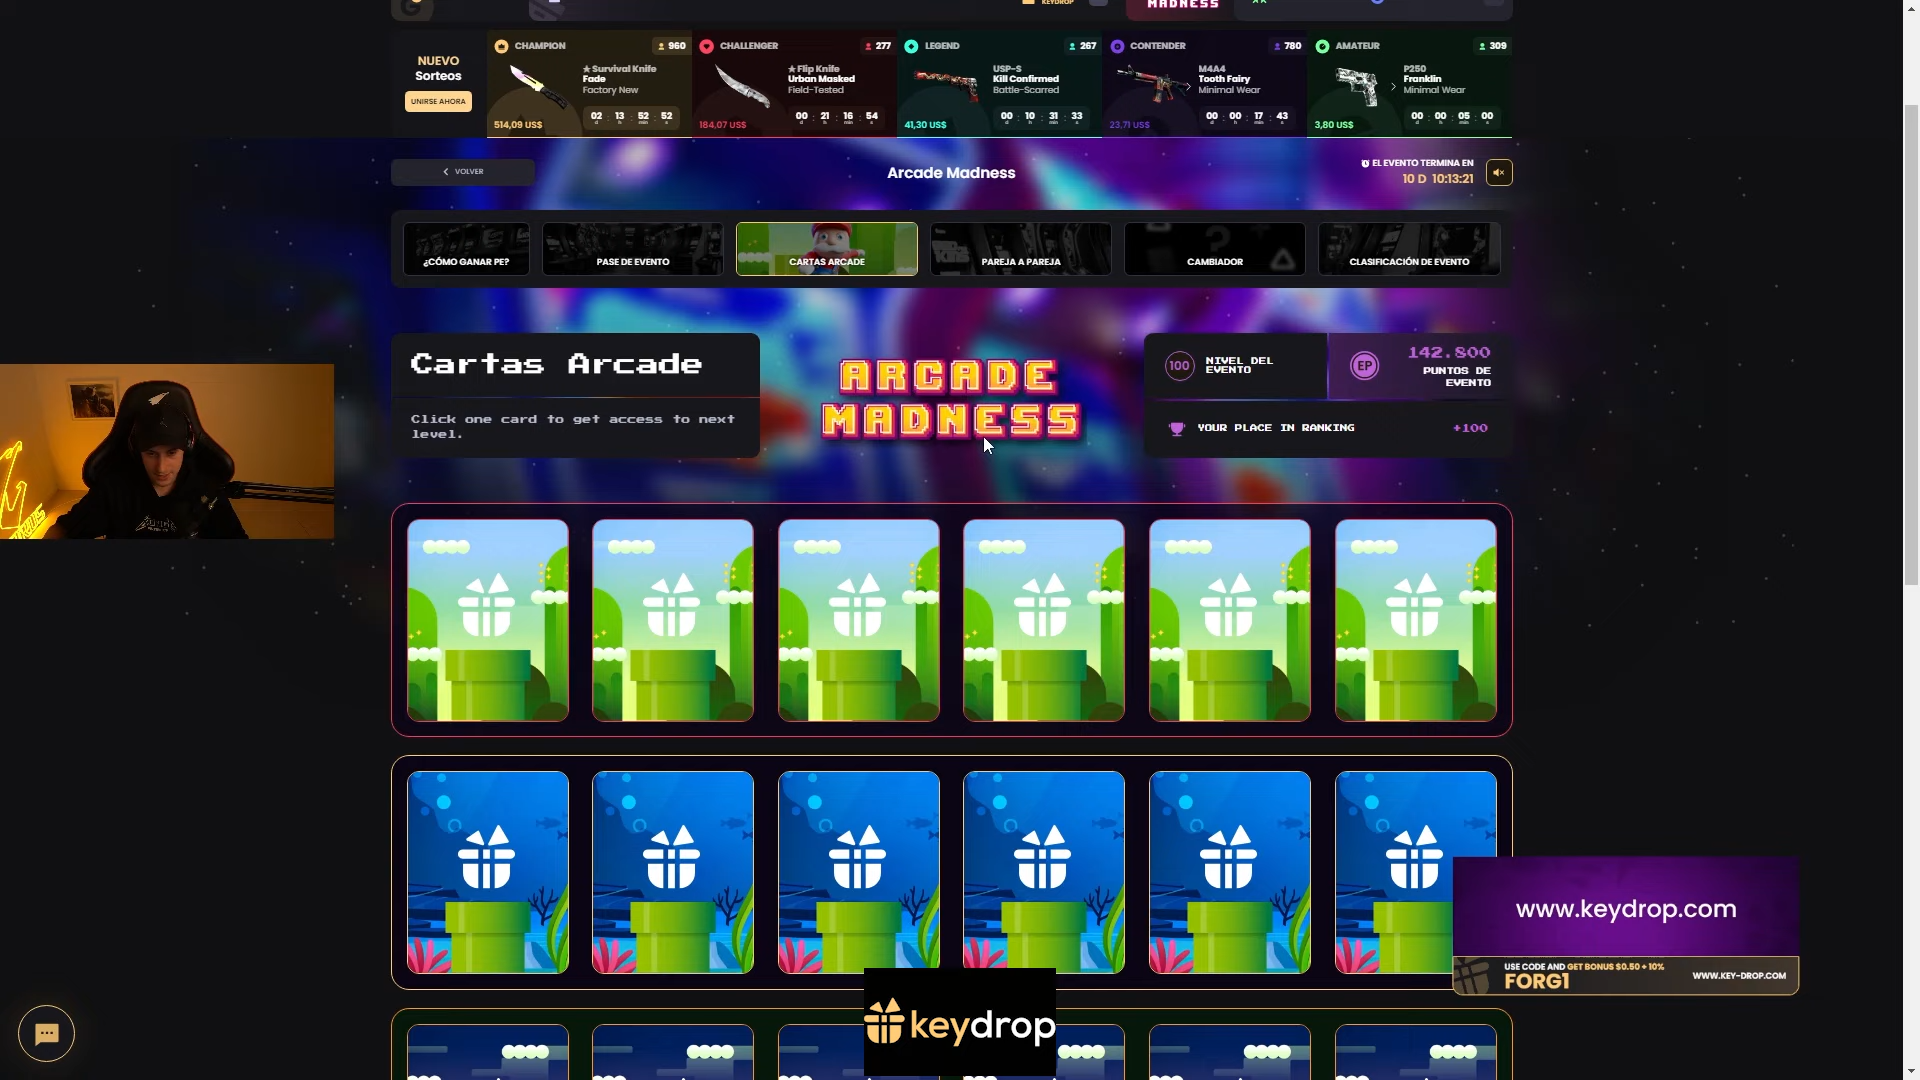 KEYDROP
MADNESS
NUEVO
Sorteos
UNIRSE AHORA
CHAMPION
960
★ Survival Knife
Fade
Factory New
514,09 US$
02 : 13 : 52 : 52
d h min s
CHALLENGER
277
★ Flip Knife
Urban Masked
Field-Tested
184,07 US$
00 : 21 : 16 : 54
d h min s
LEGEND
267
USP-S
Kill Confirmed
Battle-Scarred
41,30 US$
00 : 10 : 31 : 33
d h min s
CONTENDER
780
M4A4
Tooth Fairy
Minimal Wear
23,71 US$
00 : 00 : 17 : 43
d h min s
AMATEUR
309
P250
Franklin
Minimal Wear
3,80 US$
00 : 00 : 05 : 00
d h min s
VOLVER
Arcade Madness
EL EVENTO TERMINA EN
10 D 10:13:21
¿CÓMO GANAR PE?
PASE DE EVENTO
CARTAS ARCADE
PAREJA A PAREJA
CAMBIADOR
CLASIFICACIÓN DE EVENTO
Cartas Arcade
Click one card to get access to next
level.
ARCADE
MADNESS
100
NIVEL DEL
EVENTO
EP
142.800
PUNTOS DE
EVENTO
YOUR PLACE IN RANKING
+100
www.keydrop.com
USE CODE AND GET BONUS $0.50 + 10%
FORG1
WWW.KEY-DROP.COM
keydrop